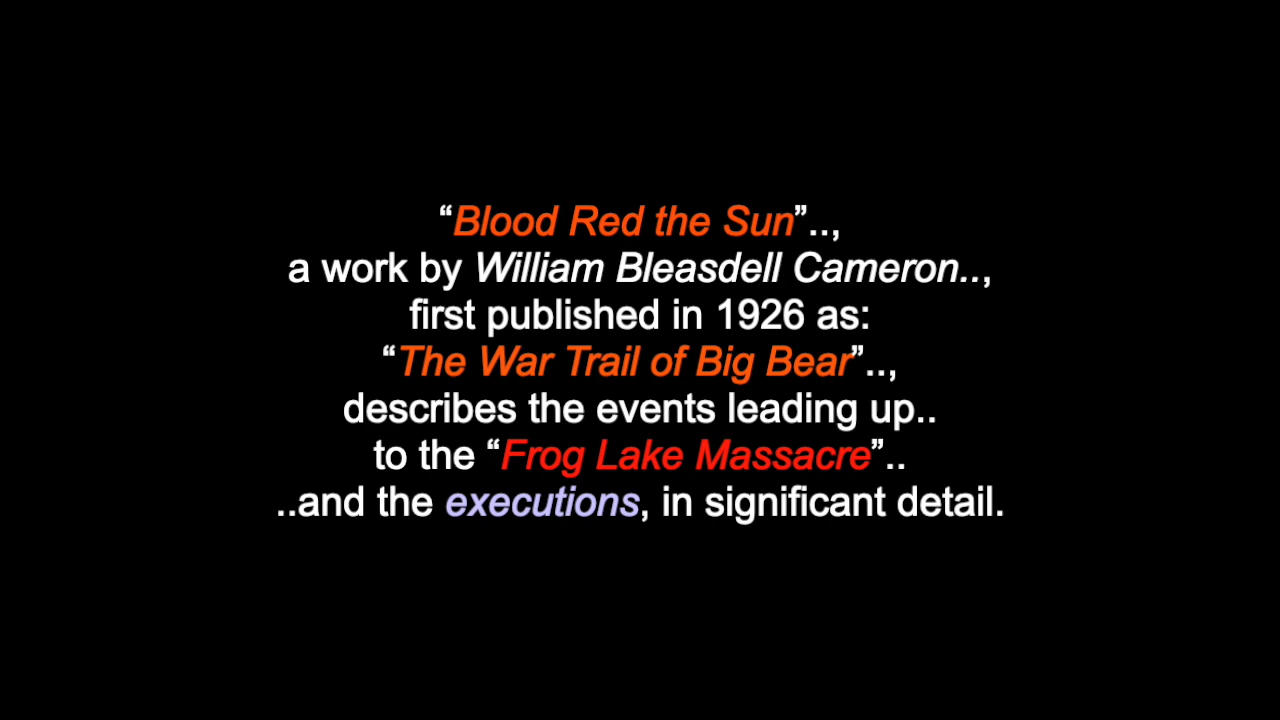 “Blood Red the Sun”..,
a work by William Bleasdell Cameron..,
first published in 1926 as:
“The War Trail of Big Bear”..,
describes the events leading up..
to the “Frog Lake Massacre”..
..and the executions, in significant detail.